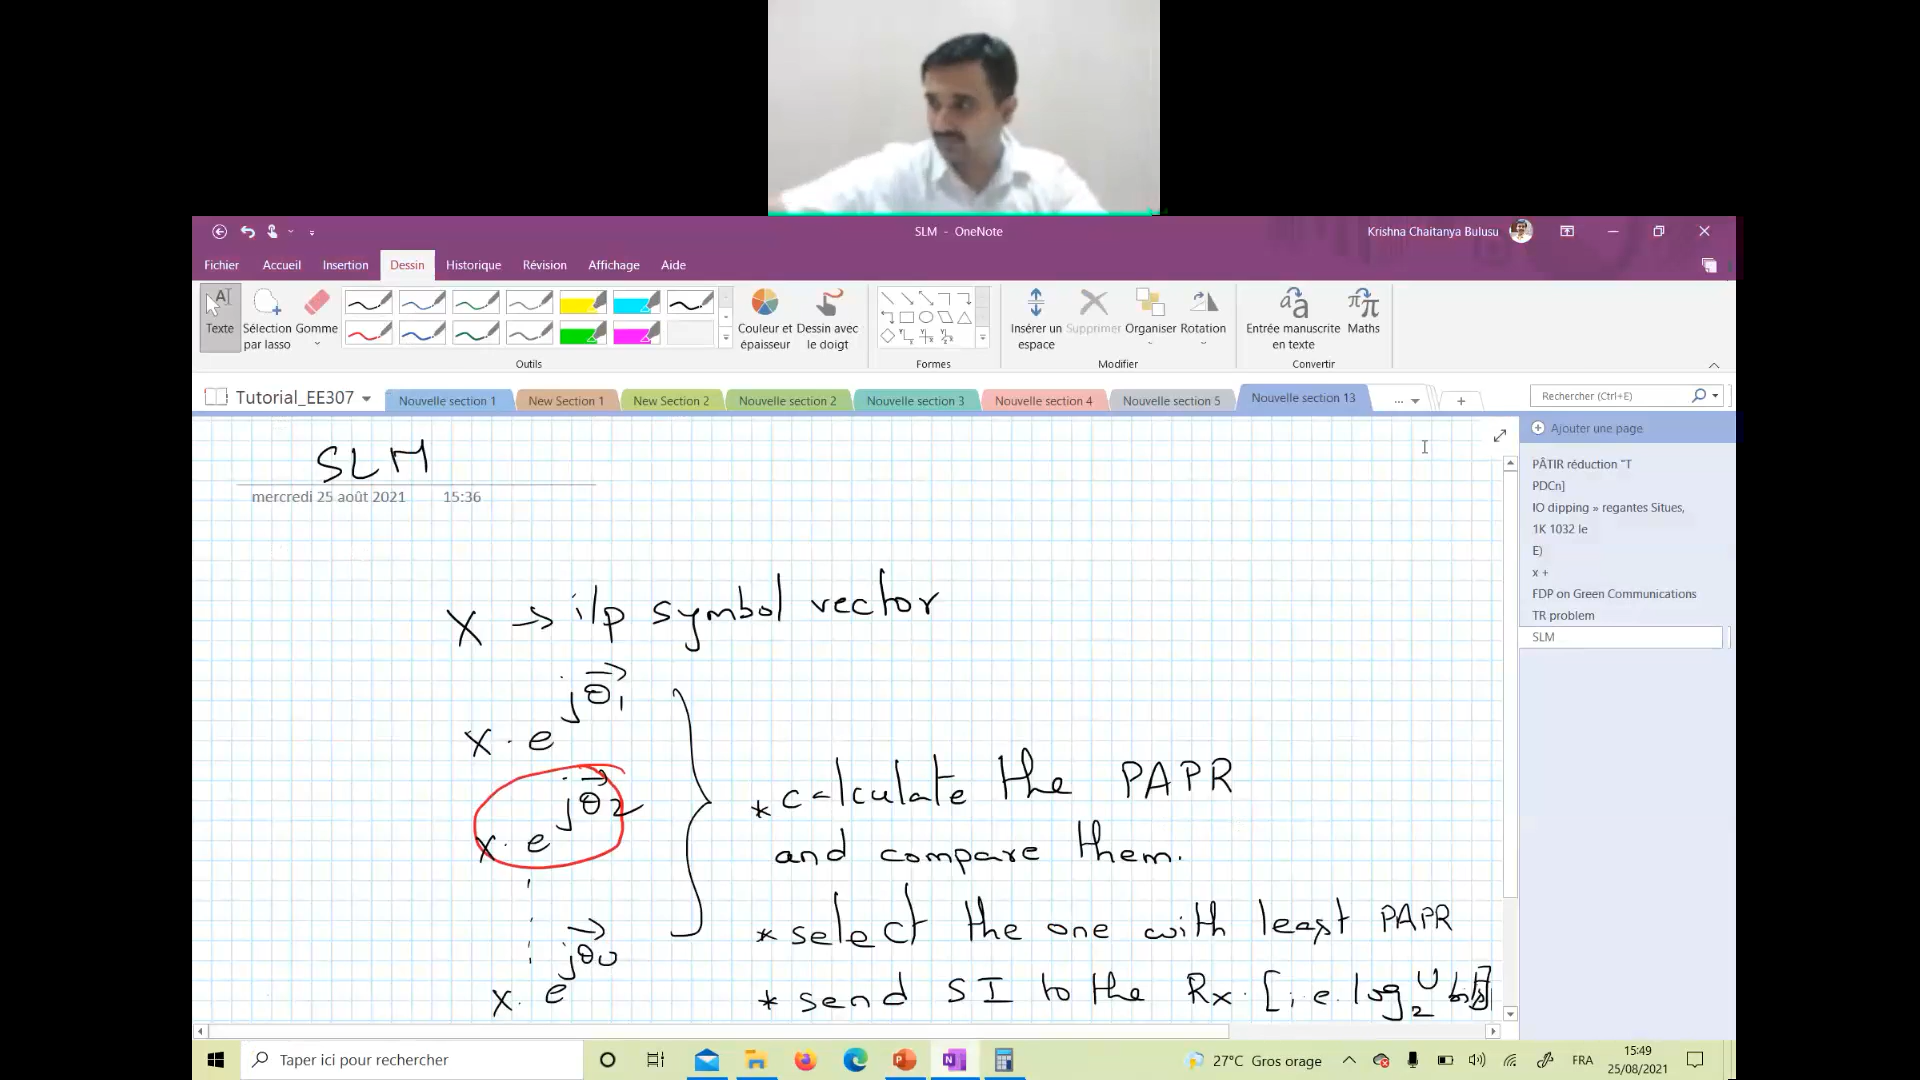 SLM - OneNote
Krishna Chaitanya Bulusu
Fichier Accueil Insertion Dessin Historique Révision Affichage Aide
Texte
Sélection par lasso
Gomme
Couleur et épaisseur
Dessin avec le doigt
Insérer un espace
Supprimer
Organiser
Rotation
Entrée manuscrite en texte
Maths
Outils
Formes
Modifier
Convertir
Tutorial_EE307
Nouvelle section 1
New Section 1
New Section 2
Nouvelle section 2
Nouvelle section 3
Nouvelle section 4
Nouvelle section 5
Nouvelle section 13
...
Rechercher (Ctrl+E)
Ajouter une page
PÂTIR réduction "T
PDCn]
IO dipping » regantes Situes,
1K 1032 le
E)
x +
FDP on Green Communications
TR problem
SLM
SLM
mercredi 25 août 2021 15:36
X → i/p symbol vector
X · e^{jθ⃗₁}
X · e^{jθ⃗₂}
X · e^{jθ⃗_U}
* calculate the PAPR
and compare them.
* select the one with least PAPR
* send SI to the Rx. [i.e. log₂ U bits]
Taper ici pour rechercher
27°C Gros orage
FRA
15:49
25/08/2021